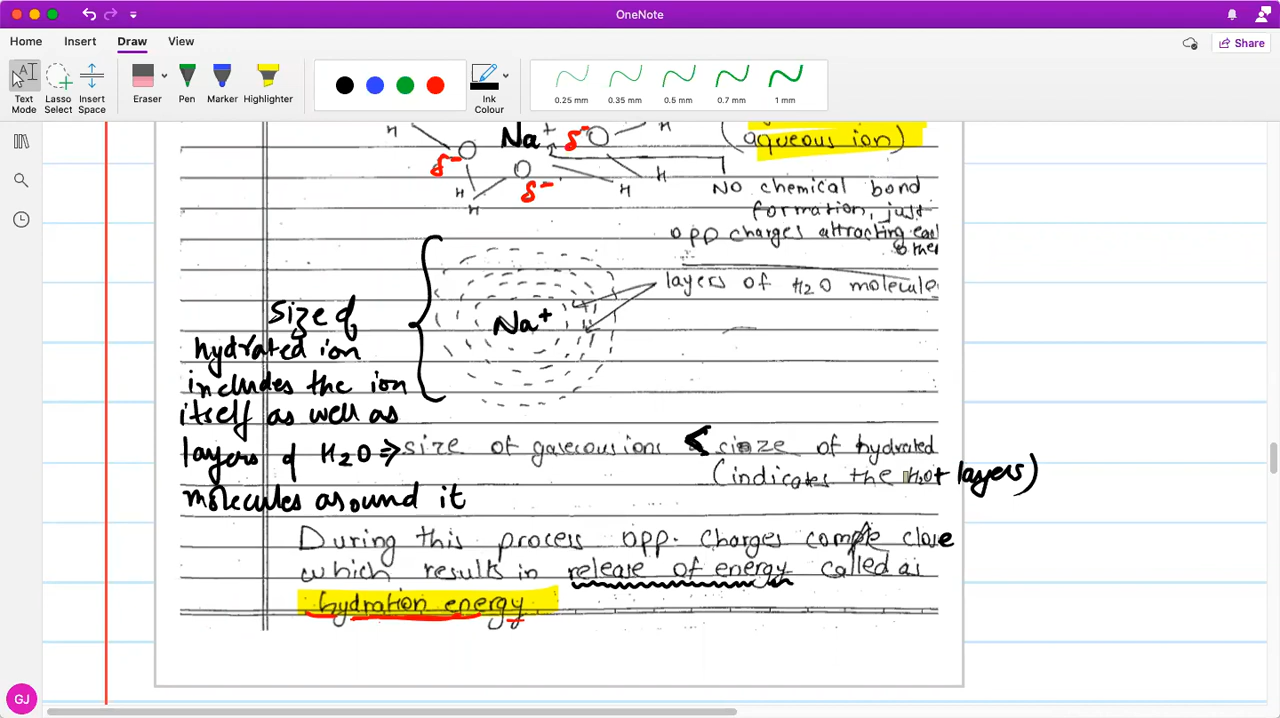 OneNote
Home Insert Draw View
Share
Text Mode
Lasso Select
Insert Space
Eraser
Pen
Marker
Highlighter
Ink Colour
0.25 mm
0.35 mm
0.5 mm
0.7 mm
1 mm
H H
Na+ δ- O
(aqueous ion)
δ- O
O δ-
H H H H
No chemical bond
formation, just
opp charges attracting
other
layers of H2O molecule
Na+
Size of
hydrated ion
includes the ion
itself as well as
layers of H2O ⇒ size of gaseous ions < size of hydrated
(indicates the layers)
molecules around it
During this process opp. charges close
which results in release of energy called as
hydration energy
GJ